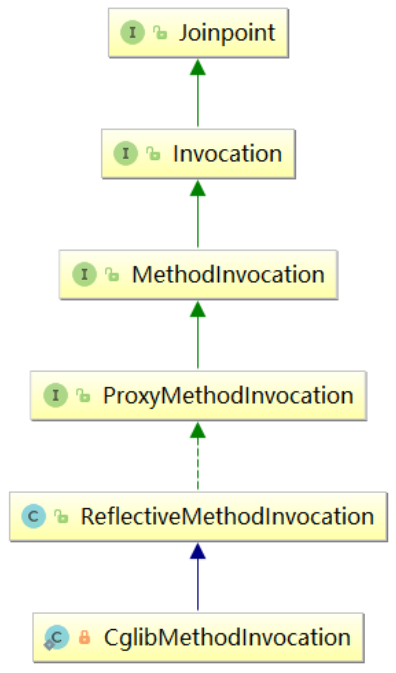 I Joinpoint
I Invocation
I MethodInvocation
I ProxyMethodInvocation
C ReflectiveMethodInvocation
C CglibMethodInvocation